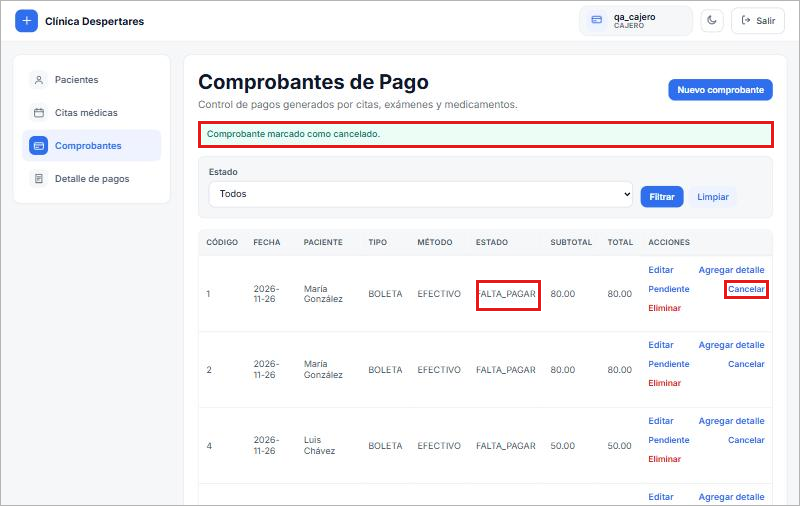 Clínica Despertares
qa_cajero
CAJERO
Salir
Pacientes
Citas médicas
Comprobantes
Detalle de pagos
Comprobantes de Pago
Control de pagos generados por citas, exámenes y medicamentos.
Nuevo comprobante
Comprobante marcado como cancelado.
Estado
Todos
Filtrar Limpiar
CÓDIGO FECHA PACIENTE TIPO MÉTODO ESTADO SUBTOTAL TOTAL ACCIONES
Editar Agregar detalle
1 2026-11-26 María González BOLETA EFECTIVO FALTA_PAGAR 80.00 80.00 Pendiente Cancelar
Eliminar
Editar Agregar detalle
2 2026-11-26 María González BOLETA EFECTIVO FALTA_PAGAR 80.00 80.00 Pendiente Cancelar
Eliminar
Editar Agregar detalle
4 2026-11-26 Luis Chávez BOLETA EFECTIVO FALTA_PAGAR 50.00 50.00 Pendiente Cancelar
Eliminar
Editar Agregar detalle